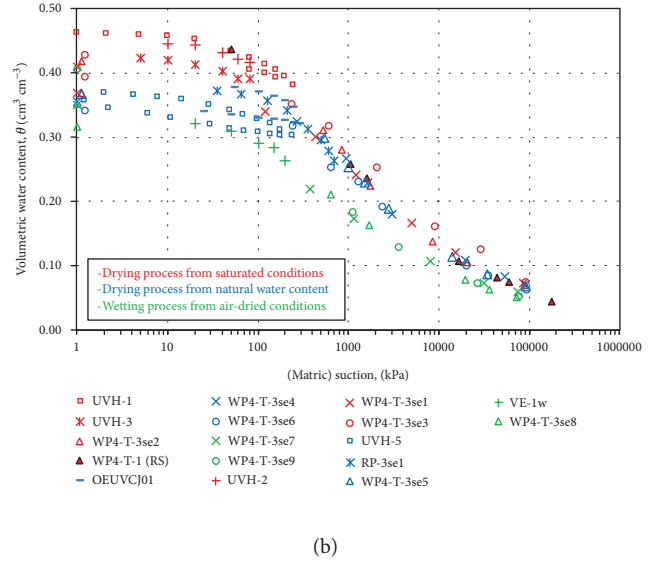 0.50
0.40
0.30
0.20
0.10
0.00
Volumetric water content, θ (cm³ cm⁻³)
-Drying process from saturated conditions
-Drying process from natural water content
-Wetting process from air-dried conditions
1 10 100 1000 10000 100000 1000000
(Matric) suction, (kPa)
UVH-1 WP4-T-3se4 WP4-T-3se1 VE-1w
UVH-3 WP4-T-3se6 WP4-T-3se3 WP4-T-3se8
WP4-T-3se2 WP4-T-3se7 UVH-5
WP4-T-1 (RS) WP4-T-3se9 RP-3se1
OEUVCJ01 UVH-2 WP4-T-3se5
(b)